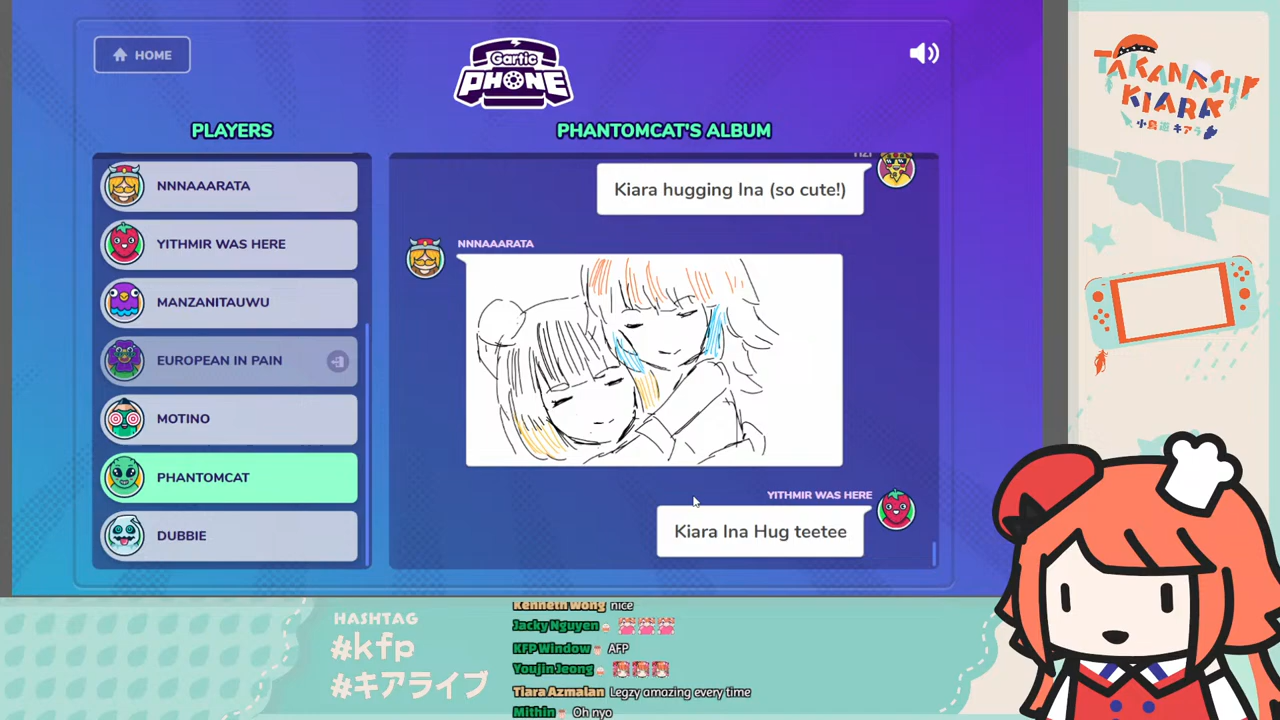 HOME
Gartic
PHONE
PLAYERS
PHANTOMCAT'S ALBUM
NNNAAARATA
YITHMIR WAS HERE
MANZANITAUWU
EUROPEAN IN PAIN
MOTINO
PHANTOMCAT
DUBBIE
Kiara hugging Ina (so cute!)
NNNAAARATA
YITHMIR WAS HERE
Kiara Ina Hug teetee
TAKANASHI
KIARA
小鳥遊キアラ
HASHTAG
#kfp
#キアライブ
Kenneth Wong nice
Jacky Nguyen
KFP Window AFP
Youjin Jeong
Tiara Azmalan Legzy amazing every time
Mithin Oh nyo